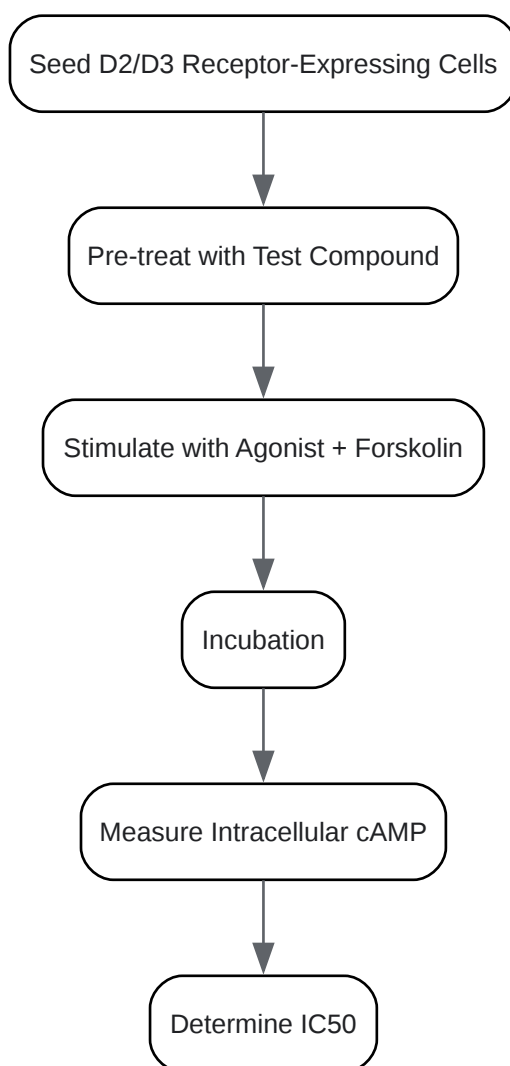 Seed D2/D3 Receptor-Expressing Cells
Pre-treat with Test Compound
Stimulate with Agonist + Forskolin
Incubation
Measure Intracellular cAMP
Determine IC50